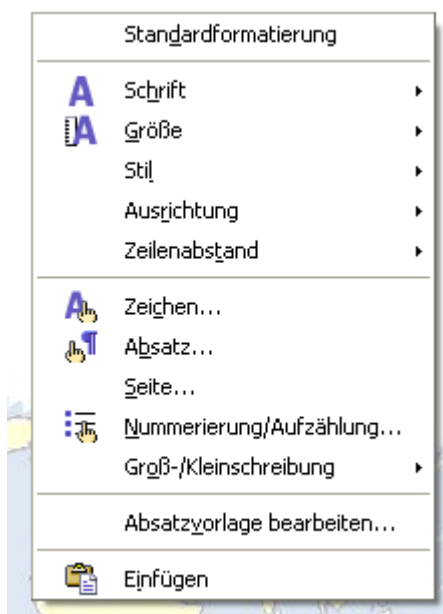 Standardformatierung
Schrift
Größe
Stil
Ausrichtung
Zeilenabstand
Zeichen...
Absatz...
Seite...
Nummerierung/Aufzählung...
Groß-/Kleinschreibung
Absatzvorlage bearbeiten...
Einfügen